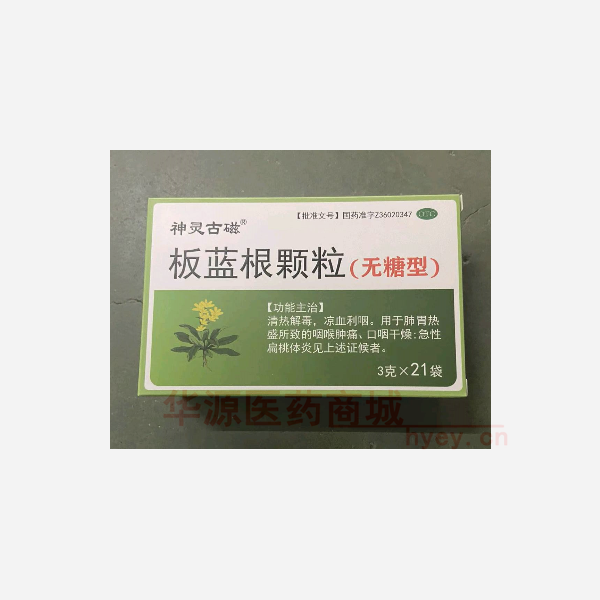 【批准文号】国药准字Z36020347 OTC
神灵古磁®
板蓝根颗粒(无糖型)
【功能主治】
清热解毒,凉血利咽。用于肺胃热
盛所致的咽喉肿痛、口咽干燥;急性
扁桃体炎见上述证候者。
3克×21袋
华源医药商城
hyey.cn